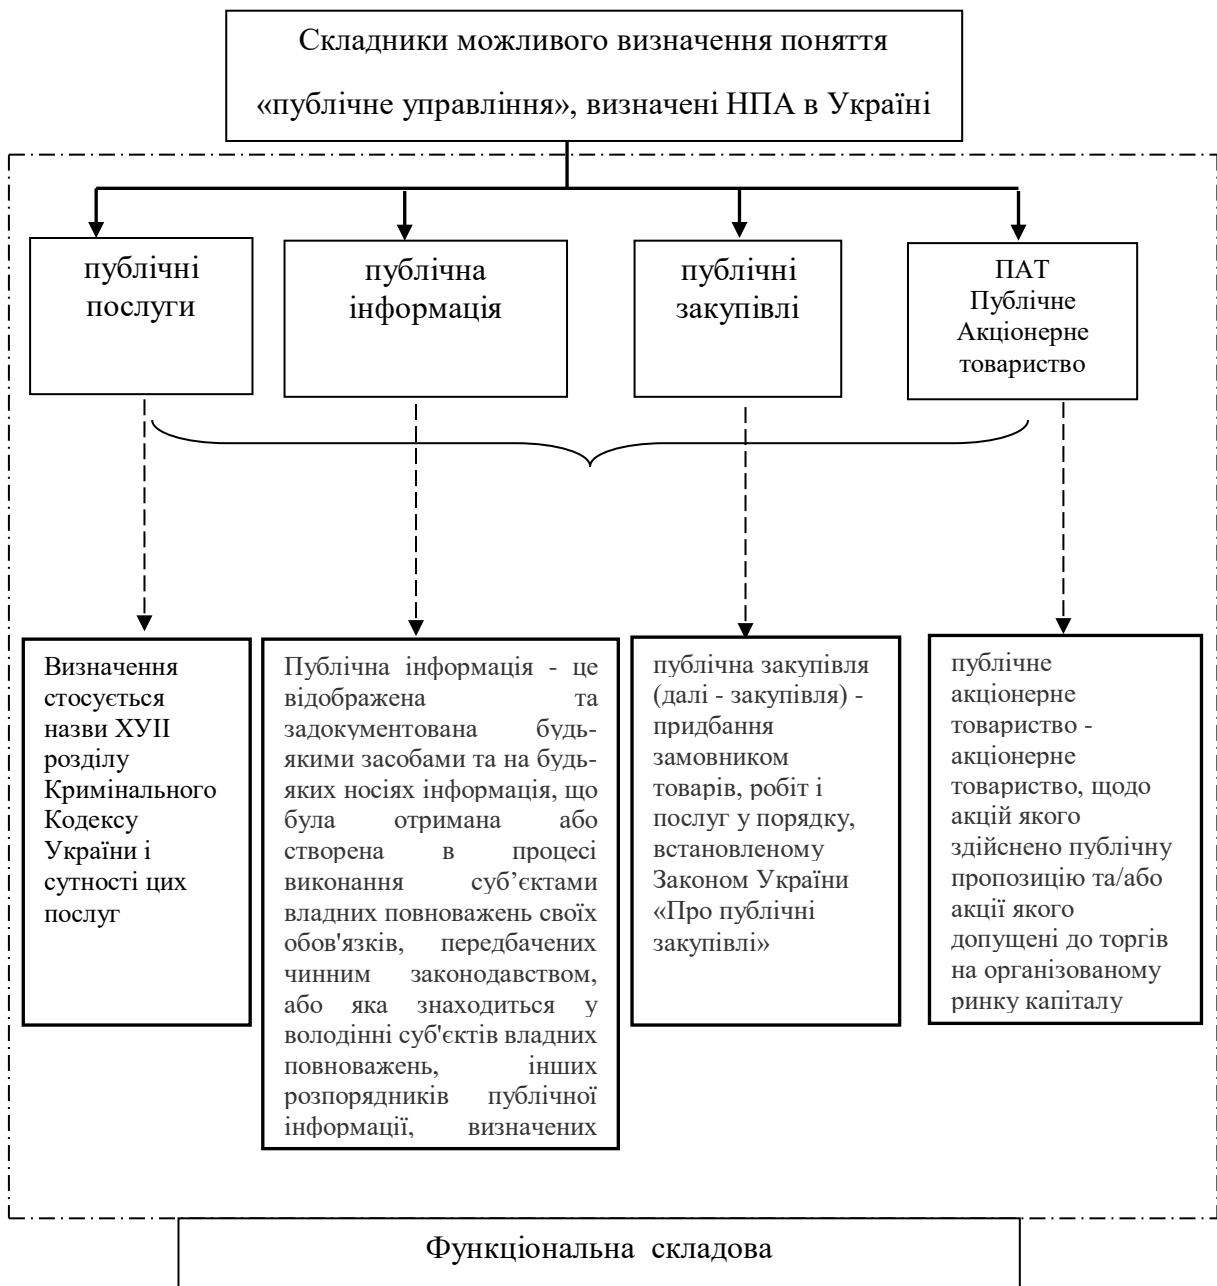 Складники можливого визначення поняття
«публічне управління», визначені НПА в Україні
публічні
послуги
публічна
інформація
публічні
закупівлі
ПАТ
Публічне
Акціонерне
товариство
Визначення
стосується
назви ХУІІ
розділу
Кримінального
Кодексу
України і
сутності цих
послуг
Публічна інформація - це
відображена та
задокументована будь-
якими засобами та на будь-
яких носіях інформація, що
була отримана або
створена в процесі
виконання суб’єктами
владних повноважень своїх
обов'язків, передбачених
чинним законодавством,
або яка знаходиться у
володінні суб'єктів владних
повноважень, інших
розпорядників публічної
інформації, визначених
публічна закупівля
(далі - закупівля) -
придбання
замовником
товарів, робіт і
послуг у порядку,
встановленому
Законом України
«Про публічні
закупівлі»
публічне
акціонерне
товариство -
акціонерне
товариство, щодо
акцій якого
здійснено публічну
пропозицію та/або
акції якого
допущені до торгів
на організованому
ринку капіталу
Функціональна складова